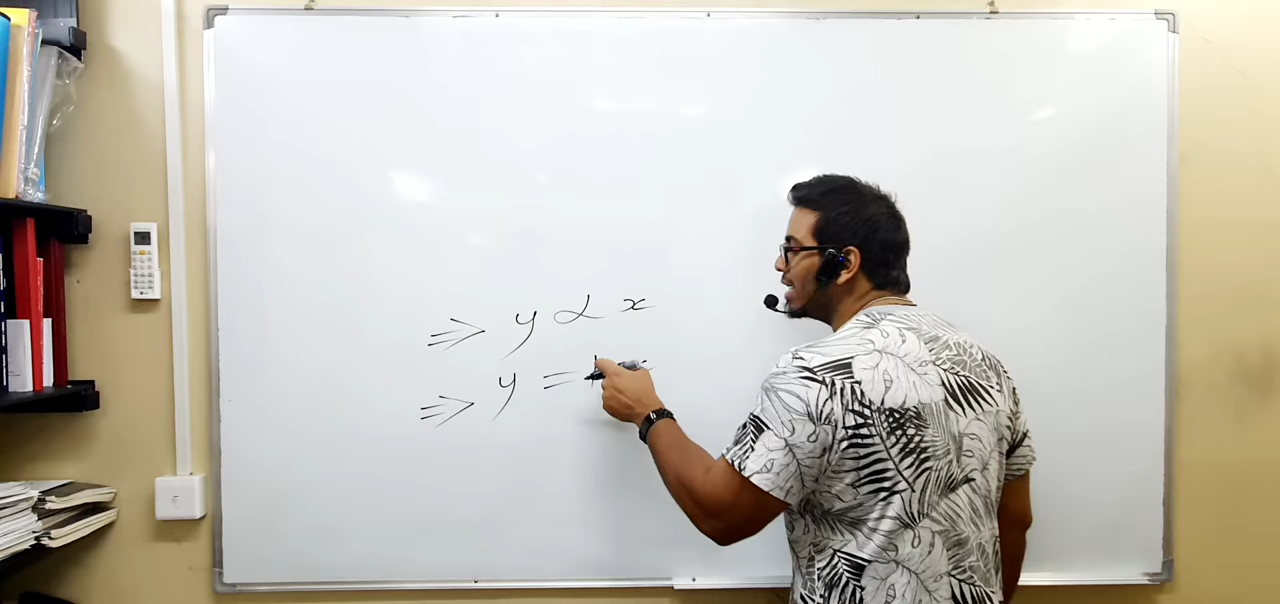 ⇒ y ∝ x
⇒ y =